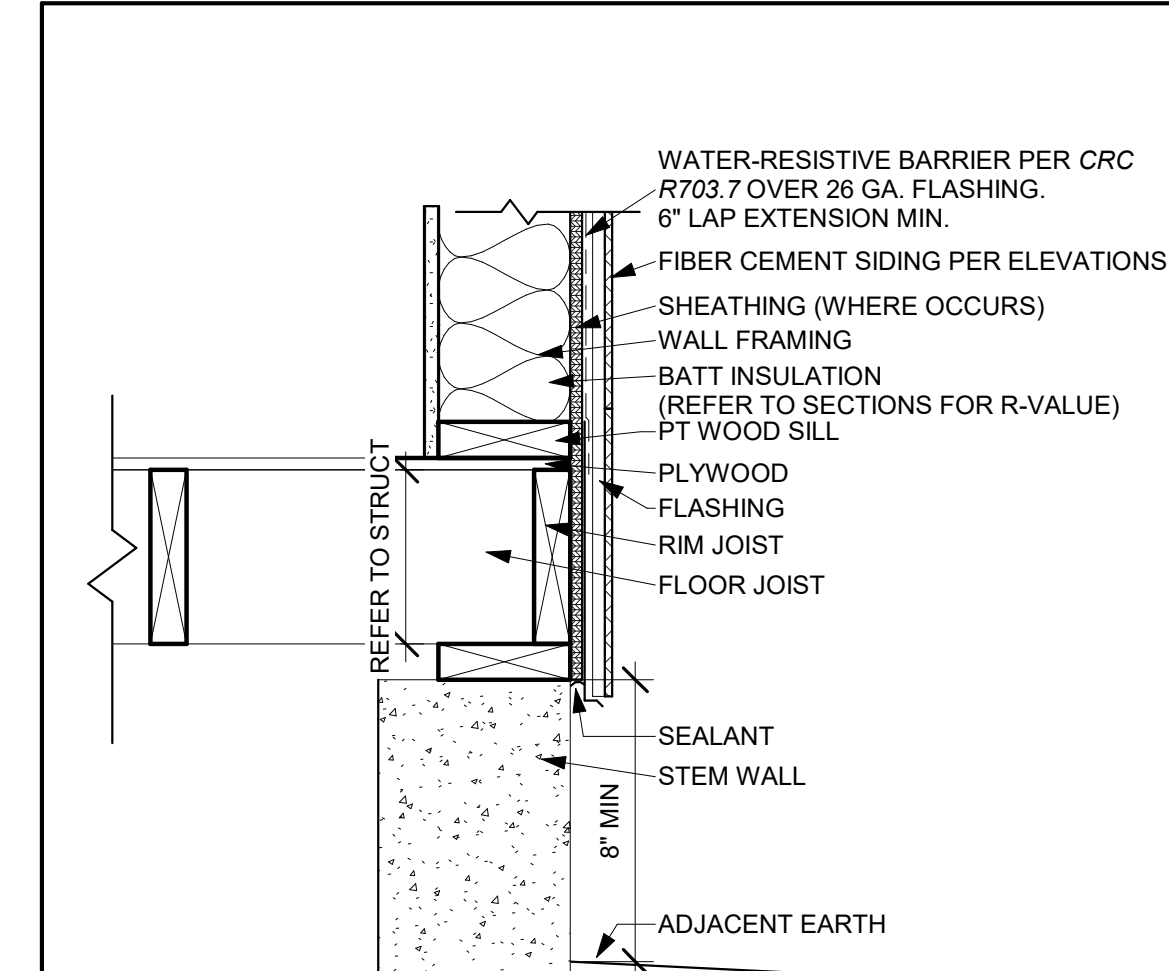 WATER-RESISTIVE BARRIER PER CRC
R703.7 OVER 26 GA. FLASHING.
6" LAP EXTENSION MIN.
FIBER CEMENT SIDING PER ELEVATIONS
SHEATHING (WHERE OCCURS)
WALL FRAMING
BATT INSULATION
(REFER TO SECTIONS FOR R-VALUE)
PT WOOD SILL
PLYWOOD
FLASHING
RIM JOIST
FLOOR JOIST
REFER TO STRUCT
SEALANT
STEM WALL
8" MIN
ADJACENT EARTH